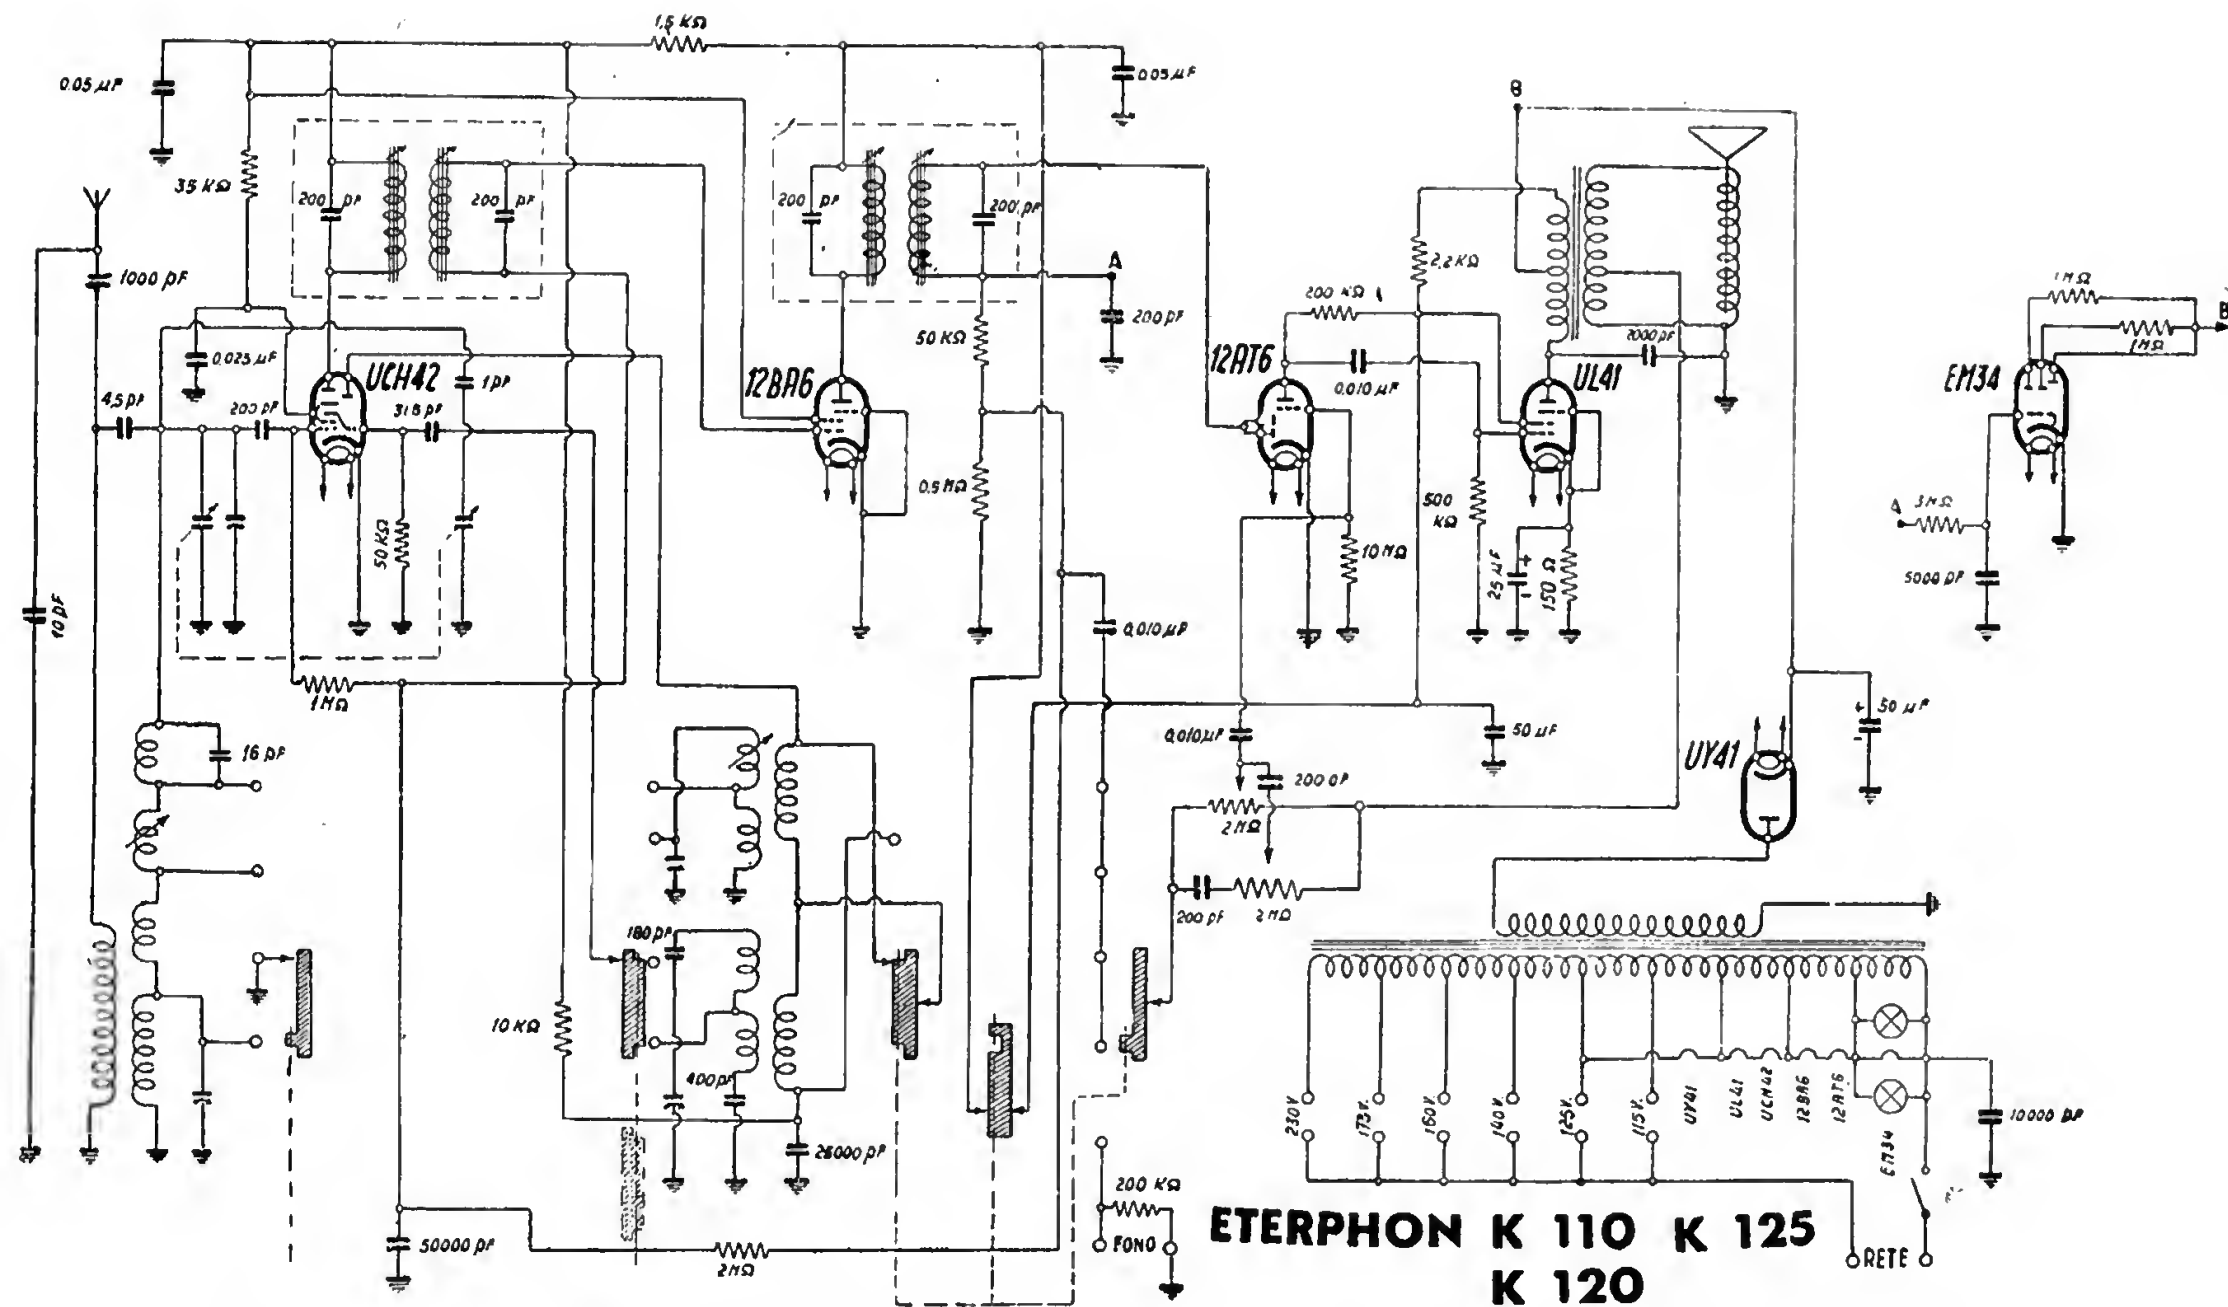 1,5 KΩ
0.05 µF
0.05 µF
B
35 KΩ
200 pF
200 pF
200 pF
200 pF
1000 pF
A
2,2 KΩ
1 MΩ
200 KΩ
200 pF
2000 pF
B
50 KΩ
1 MΩ
0,025 µF
UCH42
1 pF
12BA6
12AT6
0.010 µF
UL41
EM34
4,5 pF
200 pF
315 pF
0,5 MΩ
500 KΩ
A
3 MΩ
50 KΩ
10 MΩ
25 µF
150 Ω
5000 pF
10 pF
0,010 µF
1 MΩ
0,010 µF
50 µF
50 µF
16 pF
UY41
200 pF
2 MΩ
200 pF
2 MΩ
180 pF
10 KΩ
400 pF
230 V.
173 V.
160 V.
140 V.
125 V.
115 V.
UY41
UL41
UCH42
12BA6
12AT6
EM34
10000 pF
25000 pF
200 KΩ
50000 pF
2 MΩ
FONO
RETE
ETERPHON K 110 K 125
K 120